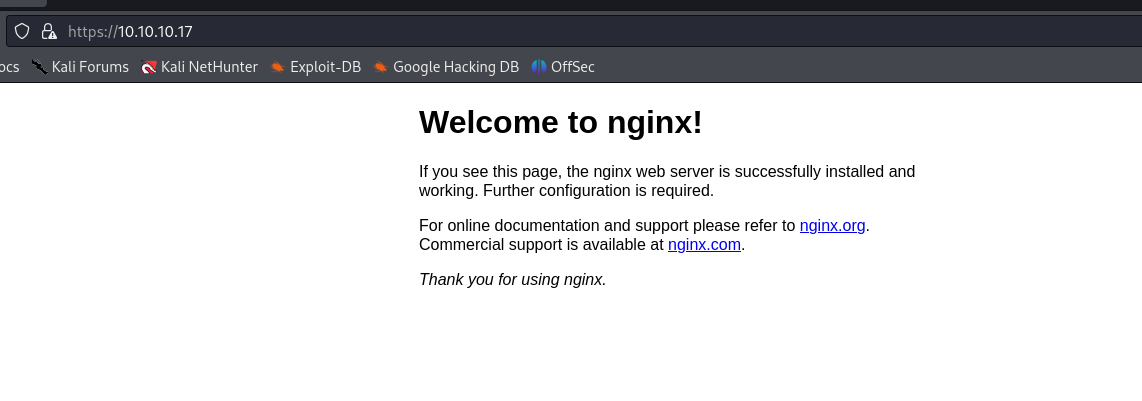 https://10.10.10.17
ocs Kali Forums Kali NetHunter Exploit-DB Google Hacking DB OffSec
Welcome to nginx!
If you see this page, the nginx web server is successfully installed and
working. Further configuration is required.
For online documentation and support please refer to nginx.org.
Commercial support is available at nginx.com.
Thank you for using nginx.